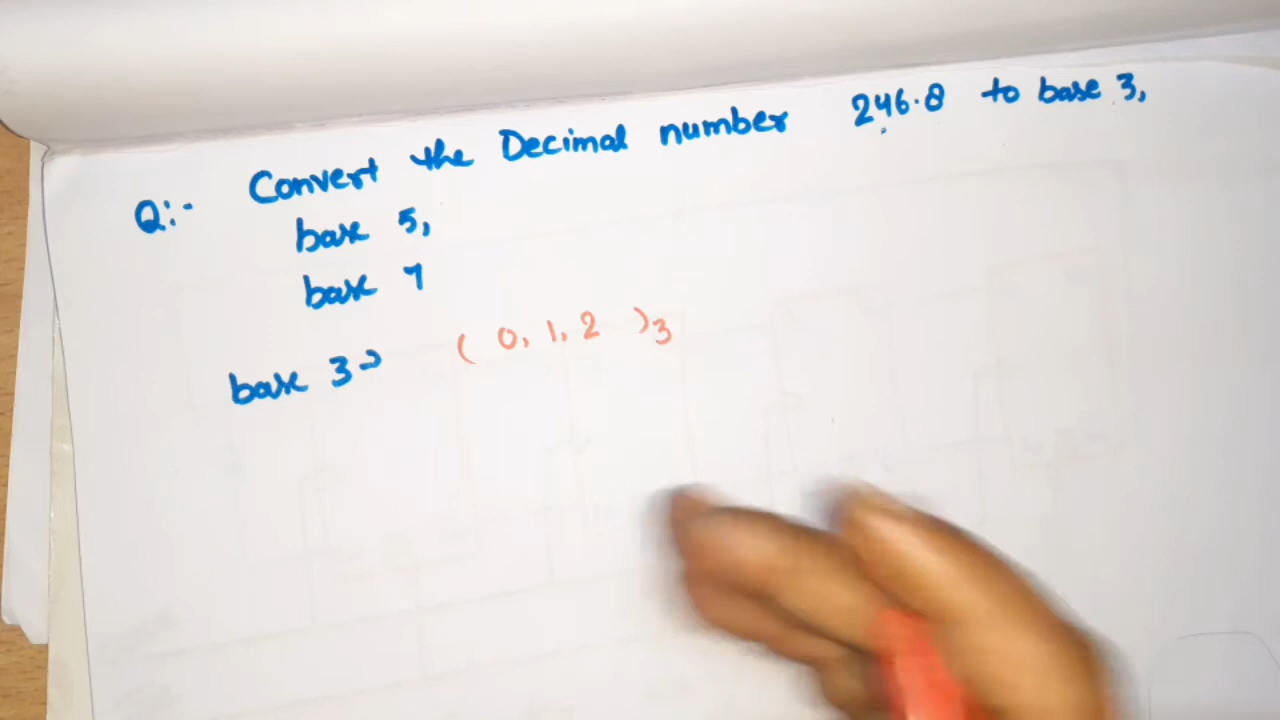 Q:- Convert the Decimal number 246.8 to base 3,
base 5,
base 7
base 3 ⇒ ( 0, 1, 2 )₃